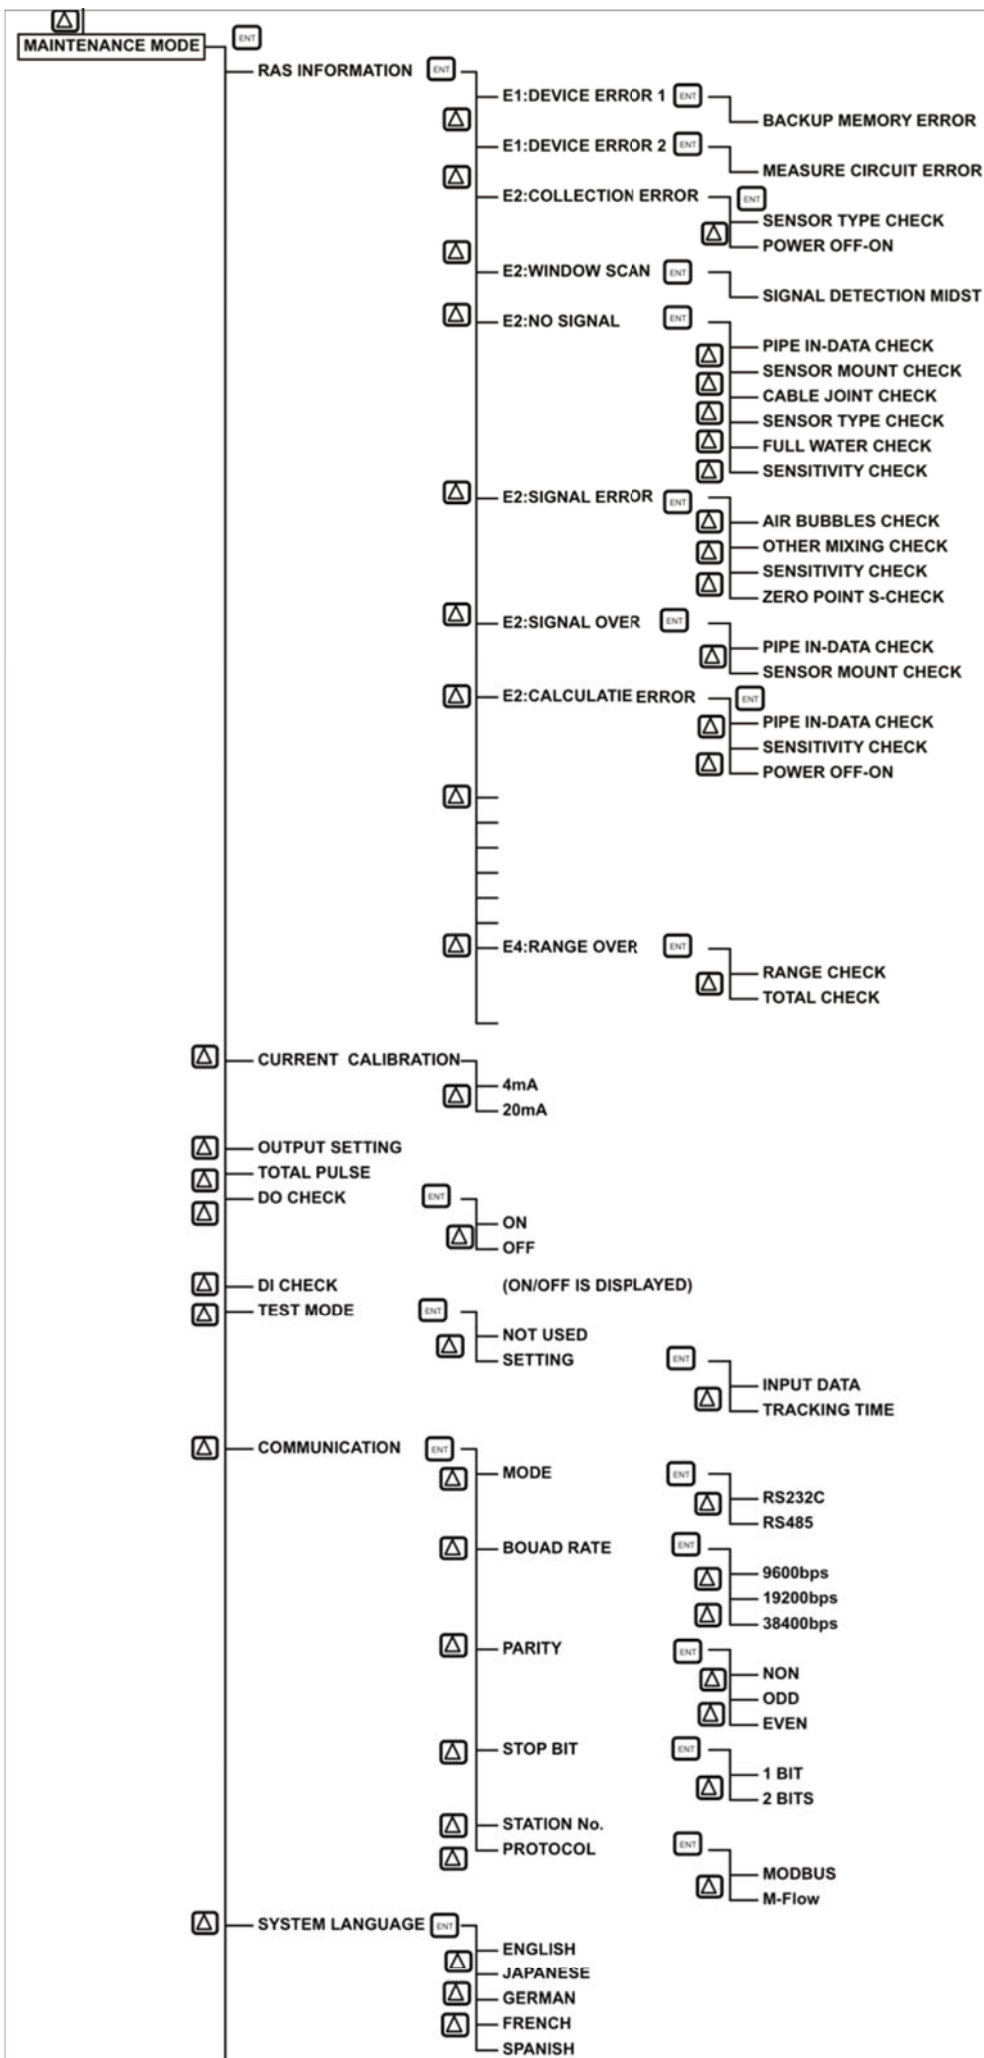 MAINTENANCE MODE ENT
RAS INFORMATION ENT
E1:DEVICE ERROR 1 ENT
BACKUP MEMORY ERROR
E1:DEVICE ERROR 2 ENT
MEASURE CIRCUIT ERROR
E2:COLLECTION ERROR ENT
SENSOR TYPE CHECK
POWER OFF-ON
E2:WINDOW SCAN ENT
SIGNAL DETECTION MIDST
E2:NO SIGNAL ENT
PIPE IN-DATA CHECK
SENSOR MOUNT CHECK
CABLE JOINT CHECK
SENSOR TYPE CHECK
FULL WATER CHECK
SENSITIVITY CHECK
E2:SIGNAL ERROR ENT
AIR BUBBLES CHECK
OTHER MIXING CHECK
SENSITIVITY CHECK
ZERO POINT S-CHECK
E2:SIGNAL OVER ENT
PIPE IN-DATA CHECK
SENSOR MOUNT CHECK
E2:CALCULATIE ERROR ENT
PIPE IN-DATA CHECK
SENSITIVITY CHECK
POWER OFF-ON
E4:RANGE OVER ENT
RANGE CHECK
TOTAL CHECK
CURRENT CALIBRATION
4mA
20mA
OUTPUT SETTING
TOTAL PULSE
DO CHECK ENT
ON
OFF
DI CHECK (ON/OFF IS DISPLAYED)
TEST MODE ENT
NOT USED
SETTING ENT
INPUT DATA
TRACKING TIME
COMMUNICATION ENT
MODE ENT
RS232C
RS485
BOUAD RATE ENT
9600bps
19200bps
38400bps
PARITY ENT
NON
ODD
EVEN
STOP BIT ENT
1 BIT
2 BITS
STATION No.
PROTOCOL ENT
MODBUS
M-Flow
SYSTEM LANGUAGE ENT
ENGLISH
JAPANESE
GERMAN
FRENCH
SPANISH